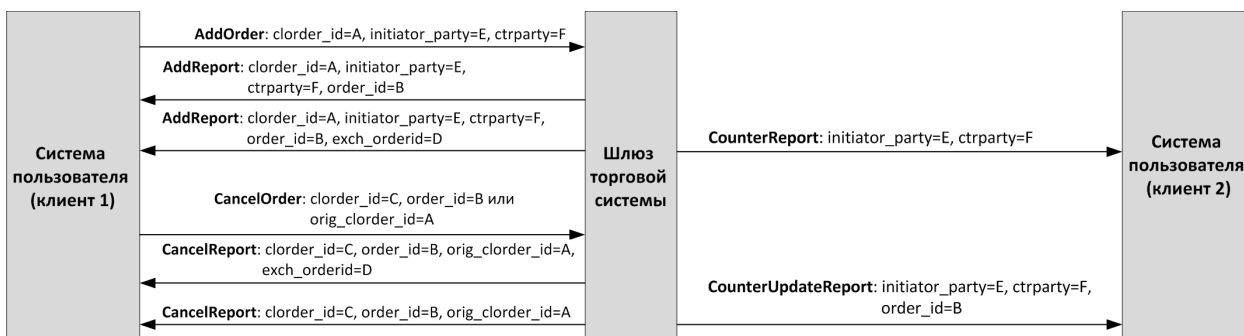 AddOrder: clorder_id=A, initiator_party=E, ctrparty=F
AddReport: clorder_id=A, initiator_party=E,
ctrparty=F, order_id=B
AddReport: clorder_id=A, initiator_party=E, ctrparty=F,
order_id=B, exch_orderid=D
CounterReport: initiator_party=E, ctrparty=F
Система
пользователя
(клиент 1)
Шлюз
торговой
системы
Система
пользователя
(клиент 2)
CancelOrder: clorder_id=C, order_id=B или
orig_clorder_id=A
CancelReport: clorder_id=C, order_id=B, orig_clorder_id=A,
exch_orderid=D
CancelReport: clorder_id=C, order_id=B, orig_clorder_id=A
CounterUpdateReport: initiator_party=E, ctrparty=F,
order_id=B